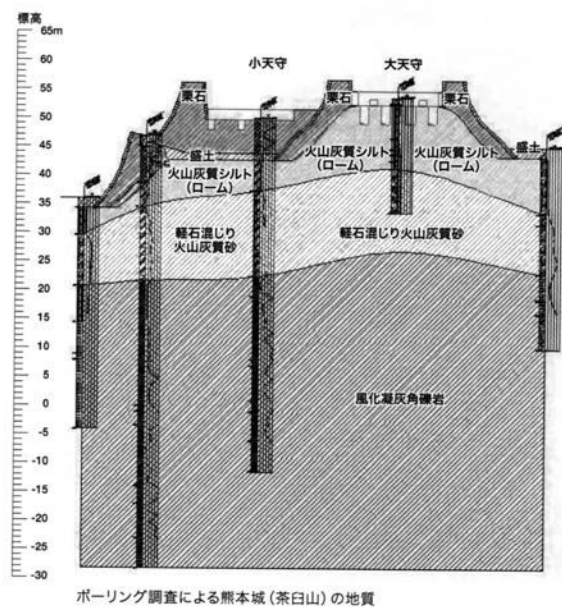 標高
65m
60
55
50
45
40
35
30
25
20
15
10
5
0
-5
-10
-15
-20
-25
-30
小天守
大天守
栗石
栗石
栗石
盛土
盛土
火山灰質シルト
(ローム)
火山灰質シルト
(ローム)
火山灰質シルト
(ローム)
軽石混じり
火山灰質砂
軽石混じり火山灰質砂
風化凝灰角礫岩
ボーリング調査による熊本城(茶臼山)の地質